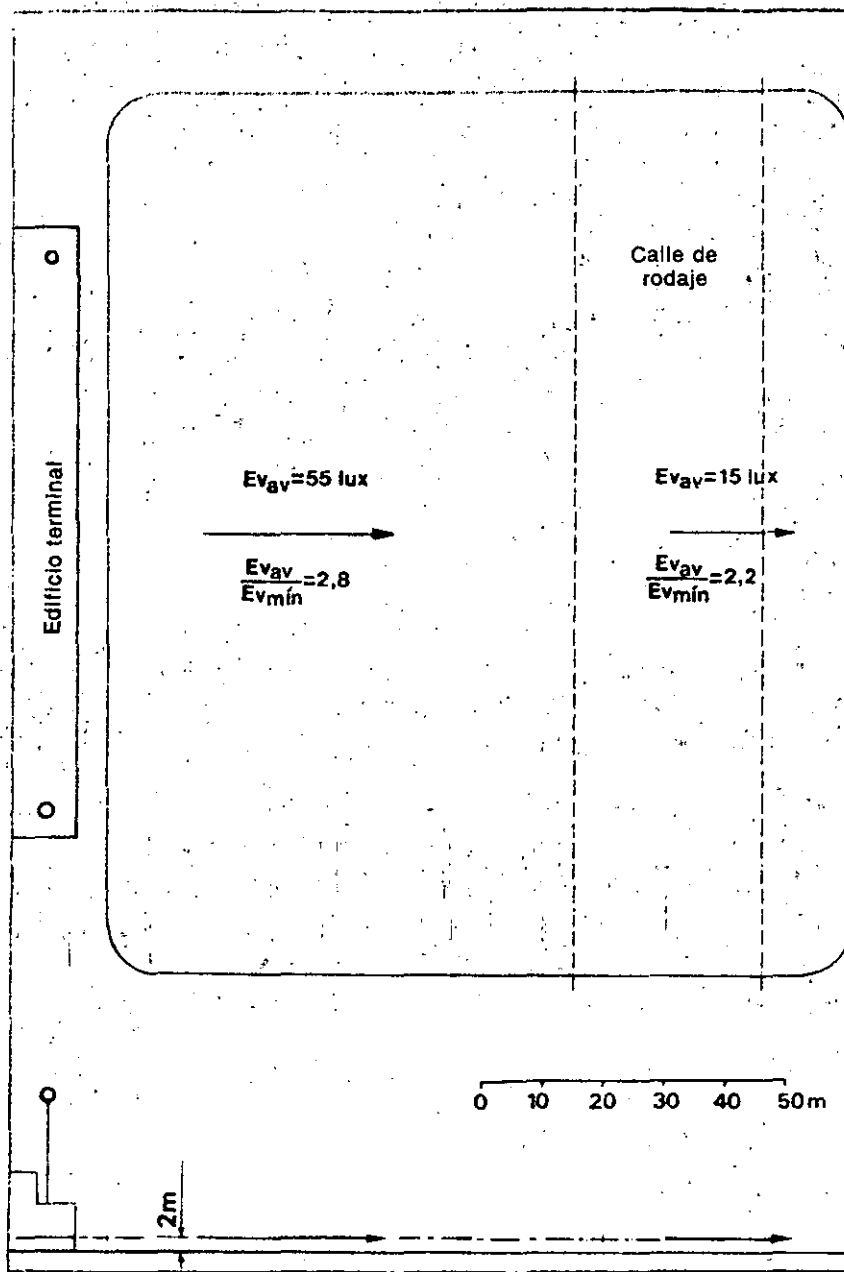 Calle de
rodaje
Edificio terminal
Ev_av=55 lux
Ev_av
Ev_mín
=2,8
Ev_av=15 lux
Ev_av
Ev_mín
=2,2
0 10 20 30 40 50m
2m